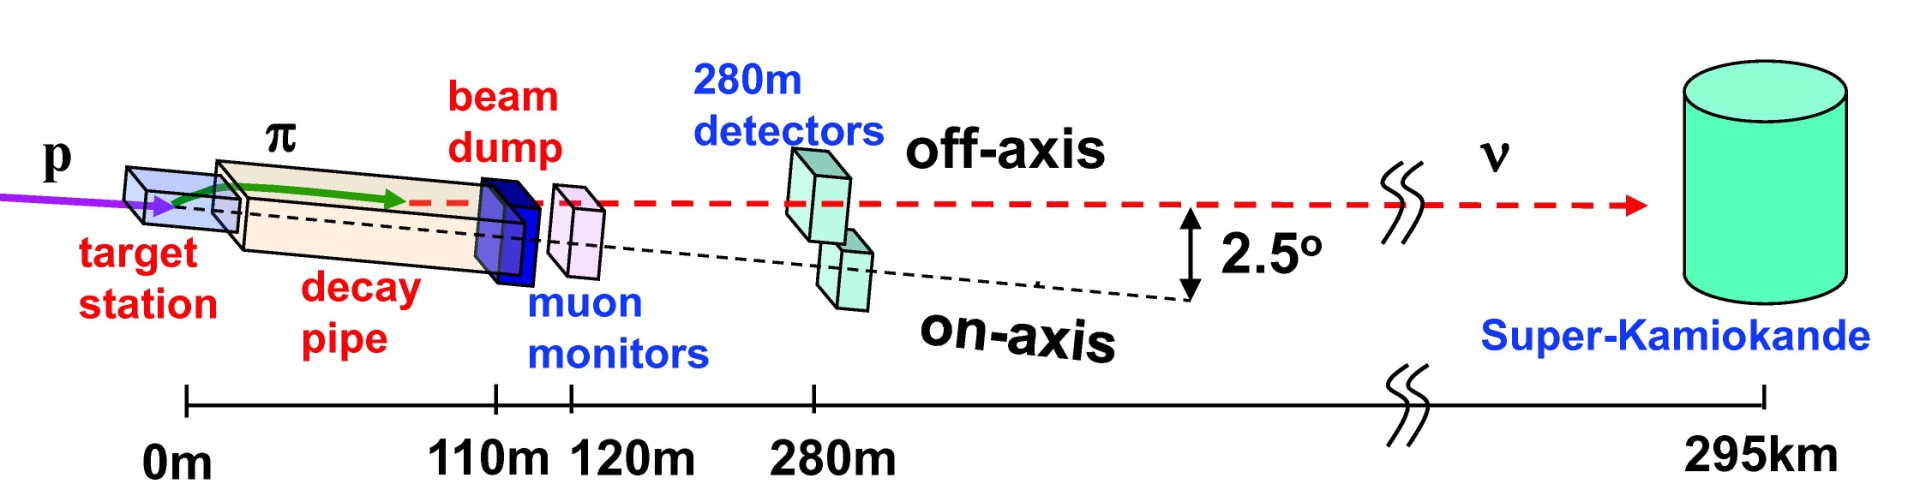 p
π
beam
dump
280m
detectors
off-axis
ν
target
station
decay
pipe
muon
monitors
on-axis
2.5º
Super-Kamiokande
0m
110m
120m
280m
295km